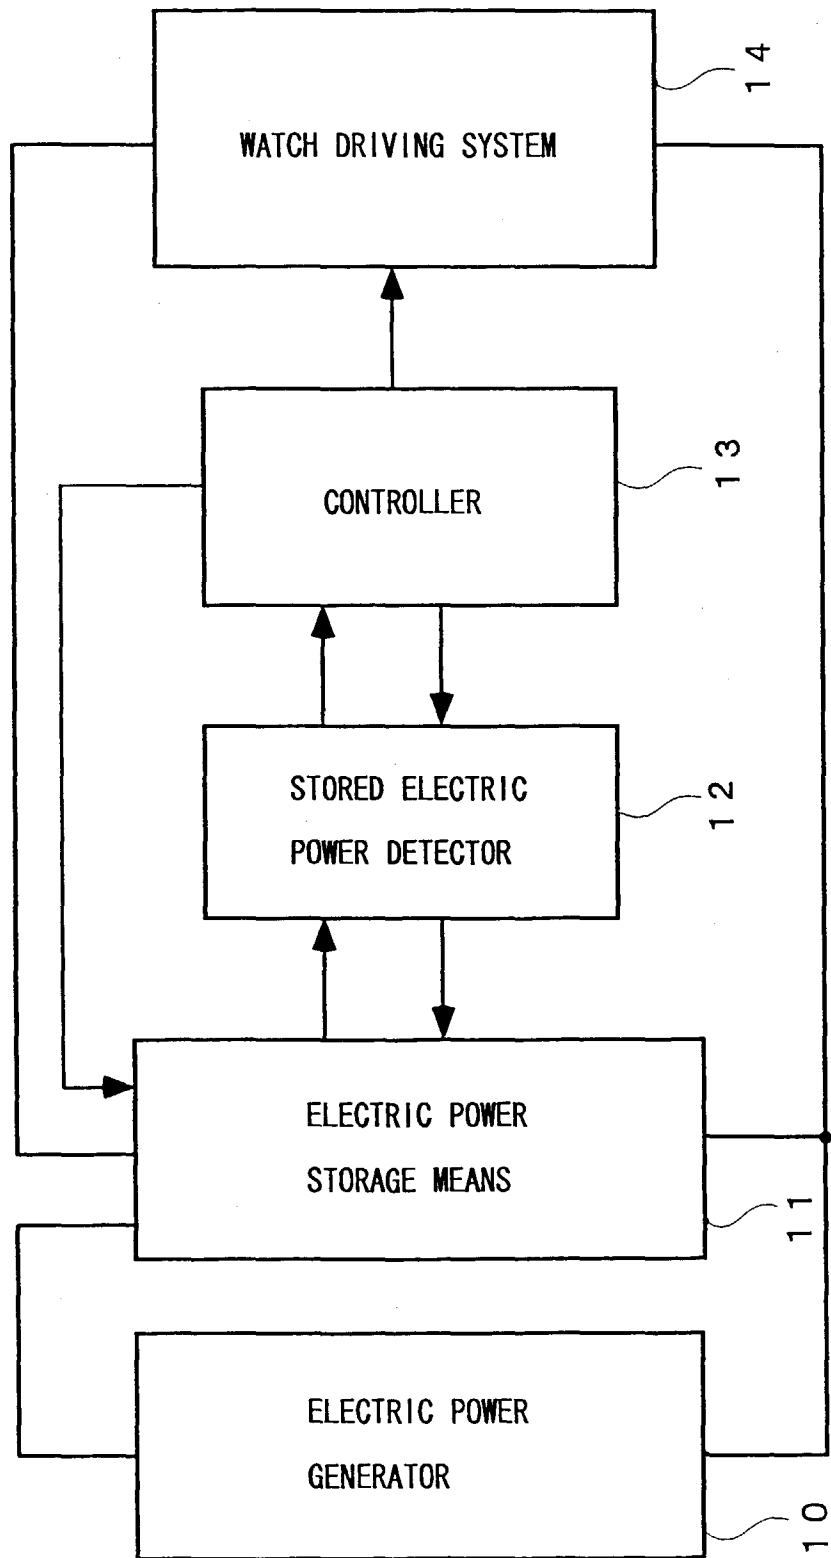 WATCH DRIVING SYSTEM
14
CONTROLLER
13
STORED ELECTRIC
POWER DETECTOR
12
ELECTRIC POWER
STORAGE MEANS
11
ELECTRIC POWER
GENERATOR
10